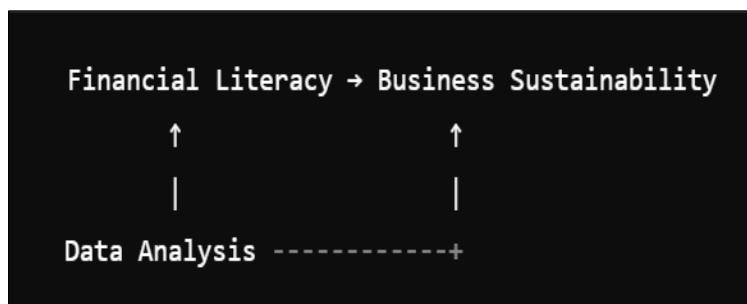 Financial Literacy → Business Sustainability
↑ ↑
| |
Data Analysis ------------+